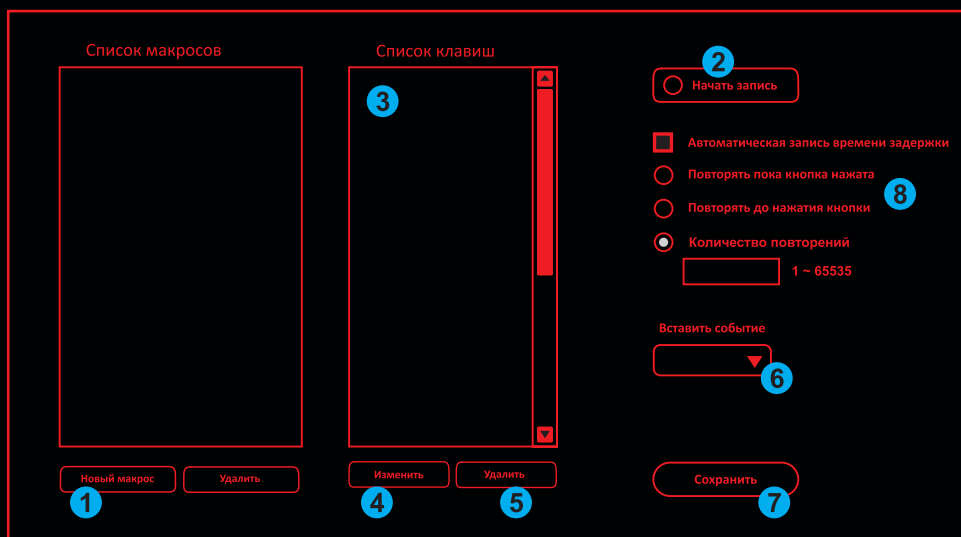 Список макросов
Список клавиш
2
Начать запись
3
Автоматическая запись времени задержки
Повторять пока кнопка нажата
8
Повторять до нажатия кнопки
Количество повторений
1 ~ 65535
Вставить событие
6
Новый макрос
Удалить
Изменить
Удалить
Сохранить
1
4
5
7